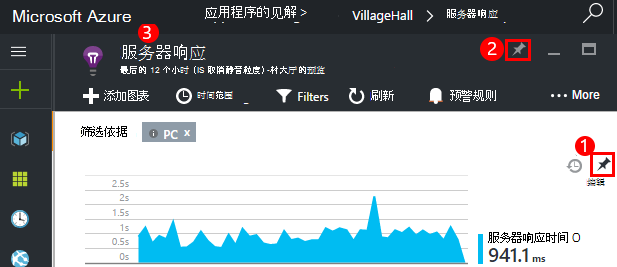 Microsoft Azure 应用程序的见解 > VillageHall > 服务器响应
3
服务器响应
2
最后的 12 个小时 (IS 取消静音粒度) -村大厅的预览
添加图表 时间范围 Filters 刷新 预警规则 ... More
筛选依据 PC x
1
编辑
2.5s
2s
1.5s
1s
0.5s
0s
服务器响应时间 O
941.1 ms